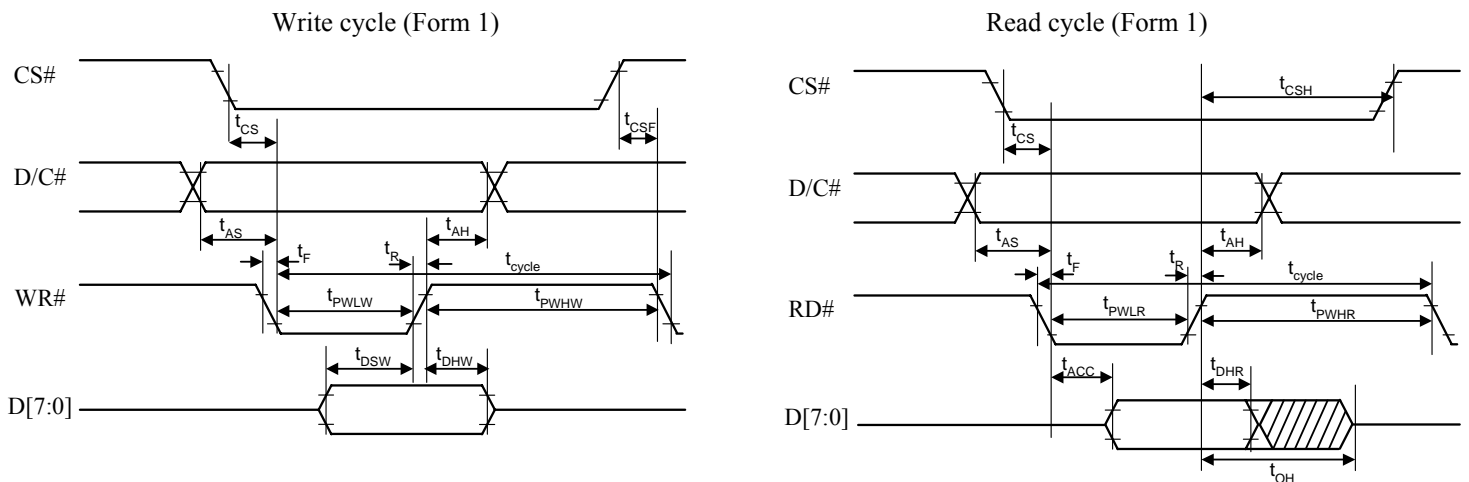 Write cycle (Form 1)
CS#
tCS
tCSF
D/C#
tAS
tAH
tF
tR
tcycle
WR#
tPWLW
tPWHW
tDSW
tDHW
D[7:0]
Read cycle (Form 1)
CS#
tCSH
tCS
D/C#
tAS
tAH
tF
tR
tcycle
RD#
tPWLR
tPWHR
tACC
tDHR
D[7:0]
tOH